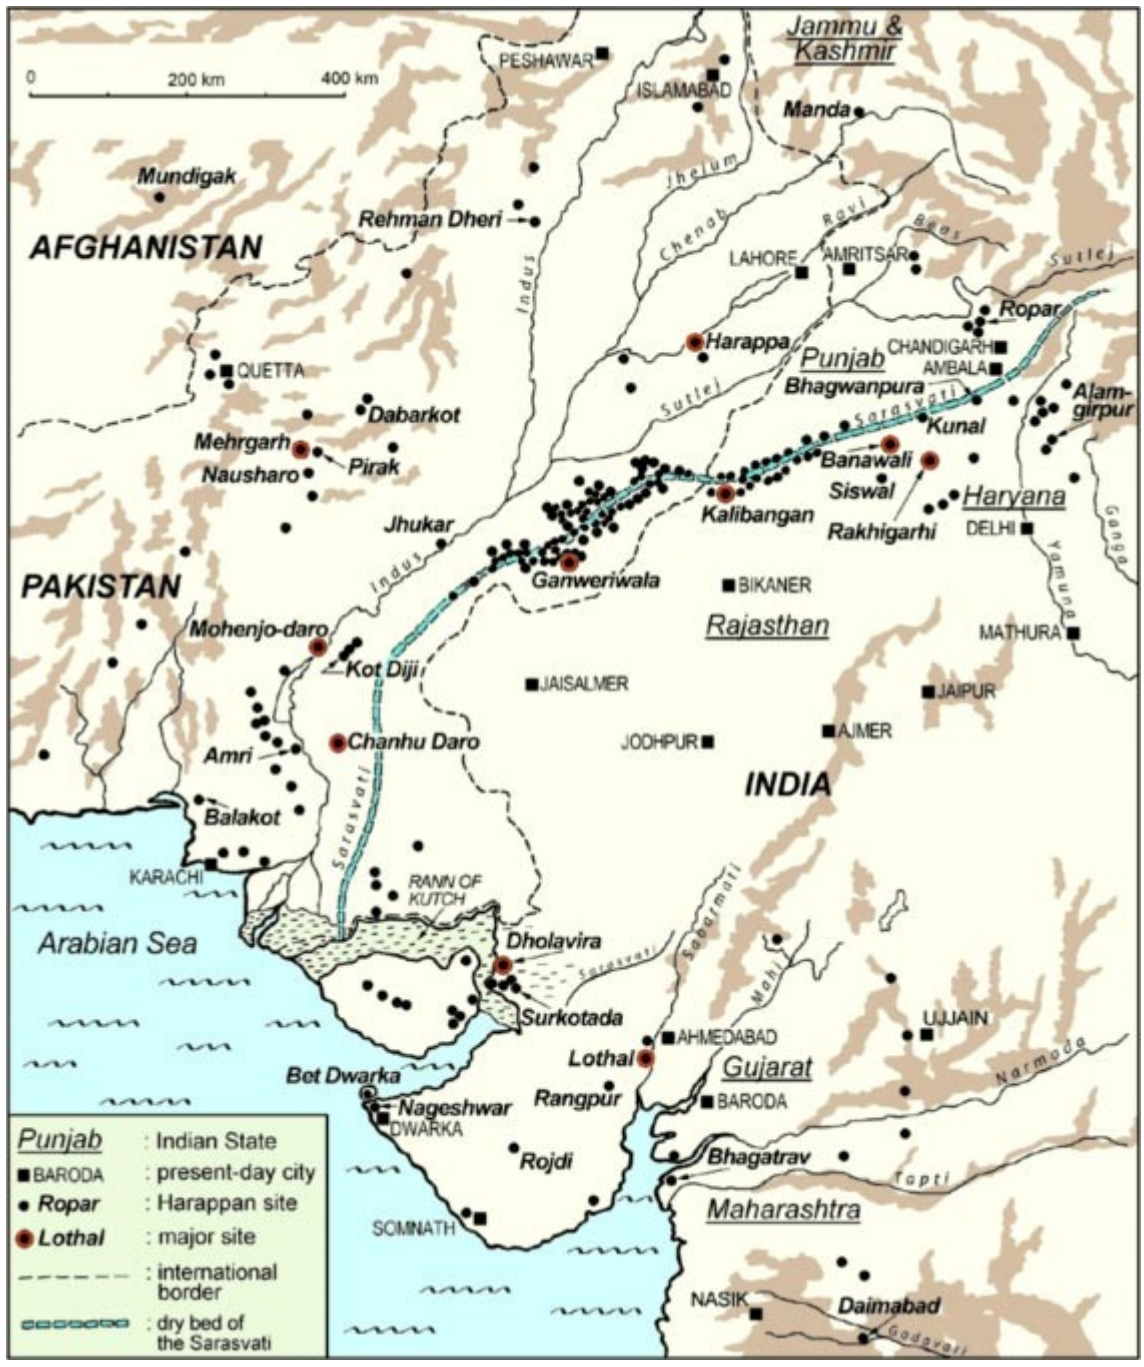 Jammu &
Kashmir
PESHAWAR
ISLAMABAD
0
200 km
400 km
Manda
Mundigak
Jhelum
Rehman Dheri
Chenab
Ravi
Beas
AFGHANISTAN
LAHORE
AMRITSAR
Sutlej
Indus
Ropar
Harappa
Punjab
CHANDIGARH
AMBALA
QUETTA
Bhagwanpura
Alam-
girpur
Dabarkot
Sutlej
Sarasvati
Kunal
Mehrgarh
Pirak
Banawali
Nausharo
Siswal
Haryana
Kalibangan
Jhukar
Rakhigarhi
DELHI
Ganga
Indus
Ganweriwala
Yamuna
PAKISTAN
BIKANER
Mohenjo-daro
Rajasthan
MATHURA
Kot Diji
JAISALMER
JAIPUR
Chanhu Daro
JODHPUR
AJMER
Amri
INDIA
Balakot
Sarasvati
KARACHI
RANN OF
KUTCH
Sabarmati
Arabian Sea
Dholavira
Sarasvati
Mahi
Surkotada
UJJAIN
AHMEDABAD
Lothal
Gujarat
Narmoda
Bet Dwarka
Rangpur
BARODA
Nageshwar
DWARKA
Rojdi
Bhagatrav
Tapti
Maharashtra
SOMNATH
NASIK
Daimabad
Godavari
Punjab : Indian State
BARODA : present-day city
Ropar : Harappan site
Lothal : major site
: international
border
: dry bed of
the Sarasvati